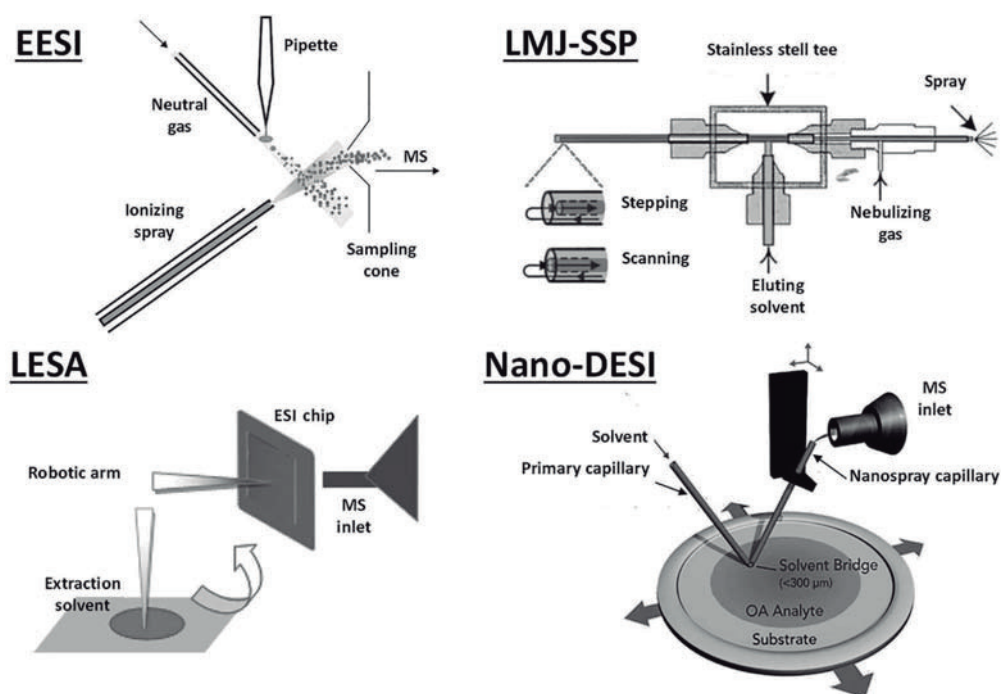 EESI
Pipette
Neutral
gas
MS
Ionizing
spray
Sampling
cone
LMJ-SSP
Stainless stell tee
Spray
Stepping
Scanning
Nebulizing
gas
Eluting
solvent
LESA
ESI chip
Robotic arm
MS
inlet
Extraction
solvent
Nano-DESI
MS
inlet
Solvent
Primary capillary
Nanospray capillary
Solvent Bridge
(<300 µm)
OA Analyte
Substrate